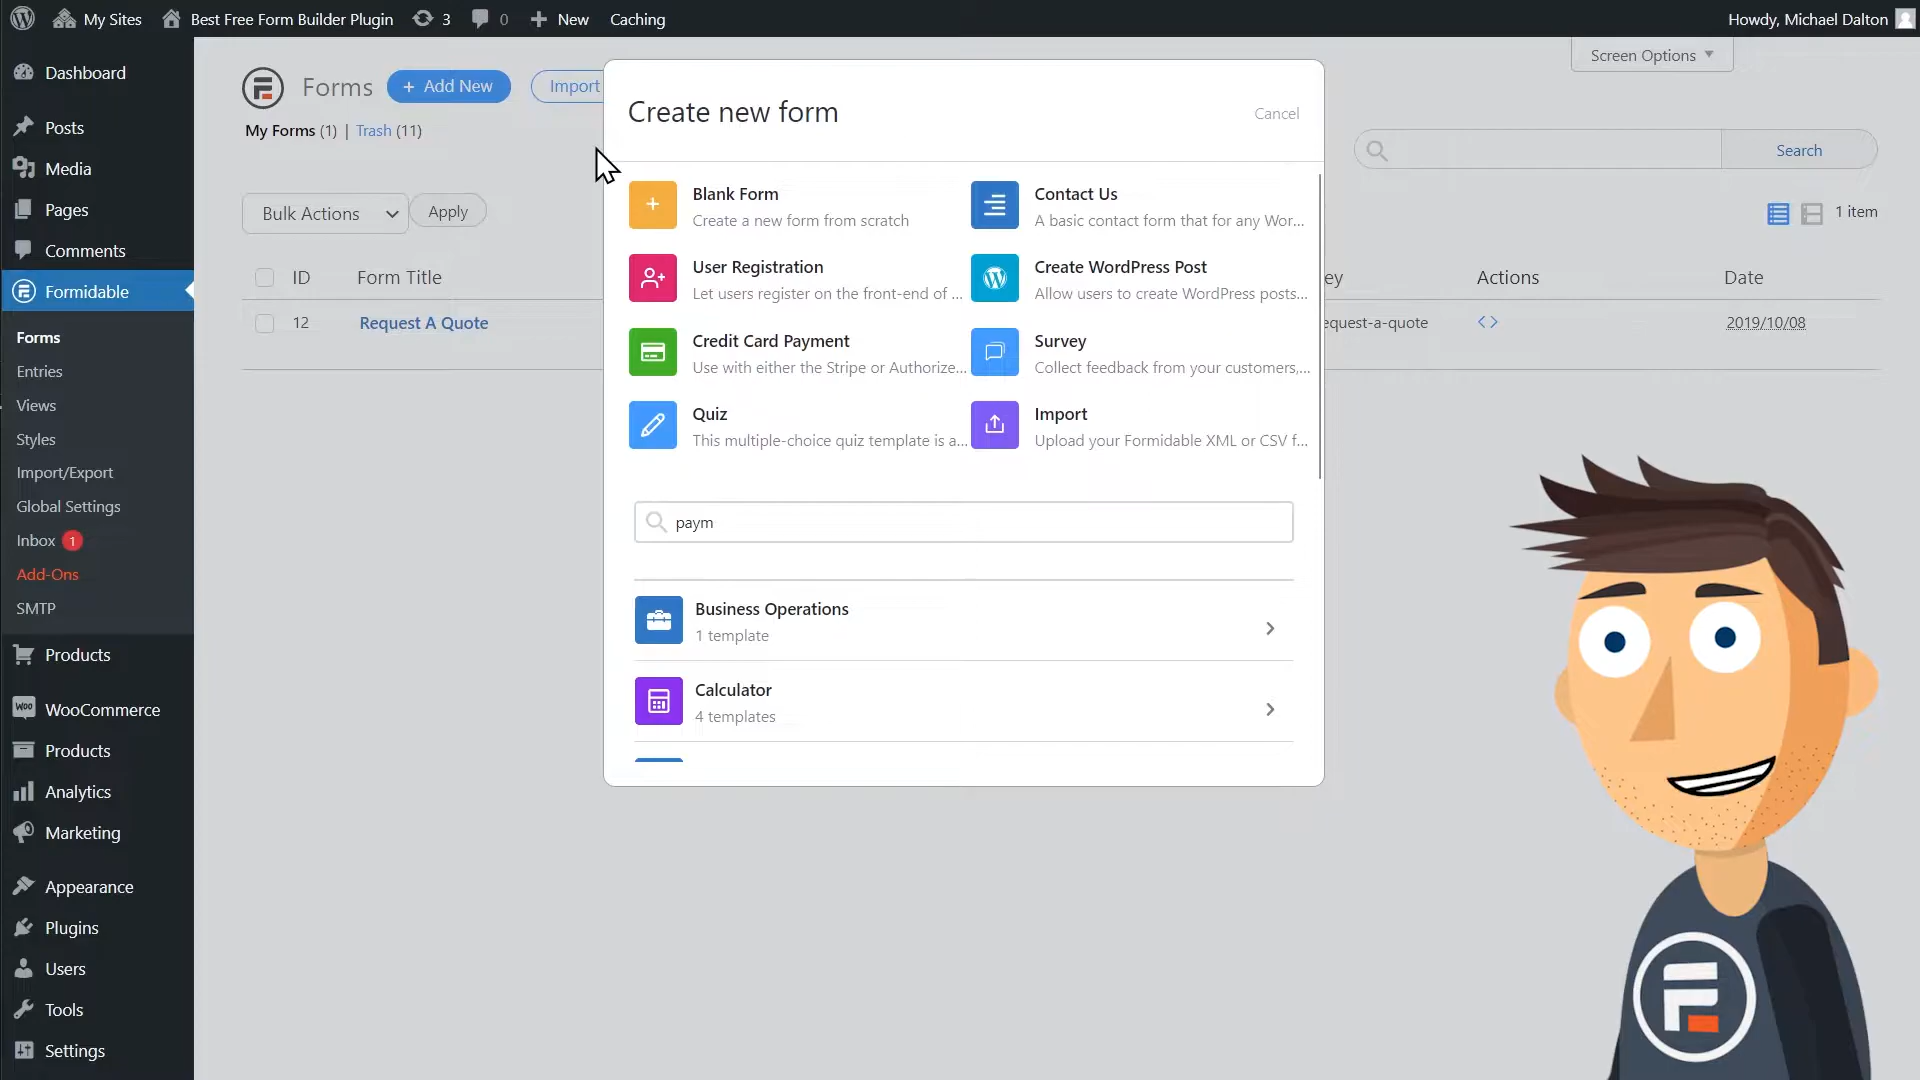 My Sites
Best Free Form Builder Plugin
3
0
New
Caching
Howdy, Michael Dalton
Dashboard
Posts
Media
Pages
Comments
Formidable
Forms
Entries
Views
Styles
Import/Export
Global Settings
Inbox 1
Add-Ons
SMTP
Products
WooCommerce
Products
Analytics
Marketing
Appearance
Plugins
Users
Tools
Settings
Screen Options
Forms
+ Add New
Import
My Forms (1) | Trash (11)
Search
Bulk Actions
Apply
1 item
ID
Form Title
ey
Actions
Date
12
Request A Quote
equest-a-quote
2019/10/08
Create new form
Cancel
Blank Form
Create a new form from scratch
Contact Us
A basic contact form that for any Wor...
User Registration
Let users register on the front-end of ...
Create WordPress Post
Allow users to create WordPress posts...
Credit Card Payment
Use with either the Stripe or Authorize...
Survey
Collect feedback from your customers,...
Quiz
This multiple-choice quiz template is a...
Import
Upload your Formidable XML or CSV f...
paym
Business Operations
1 template
Calculator
4 templates